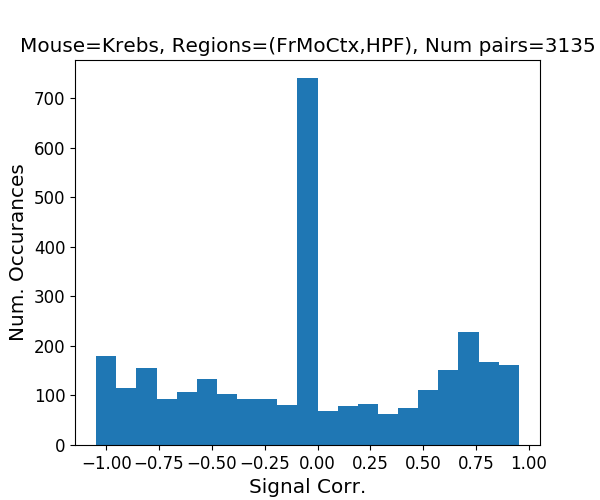 Mouse=Krebs, Regions=(FrMoCtx,HPF), Num pairs=3135
Num. Occurances
700
600
500
400
300
200
100
0
−1.00 −0.75 −0.50 −0.25 0.00 0.25 0.50 0.75 1.00
Signal Corr.